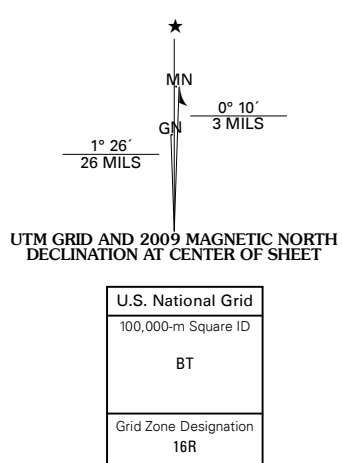 ★
MN
GN
0° 10´
3 MILS
1° 26´
26 MILS
UTM GRID AND 2009 MAGNETIC NORTH
DECLINATION AT CENTER OF SHEET
U.S. National Grid
100,000-m Square ID
BT
Grid Zone Designation
16R